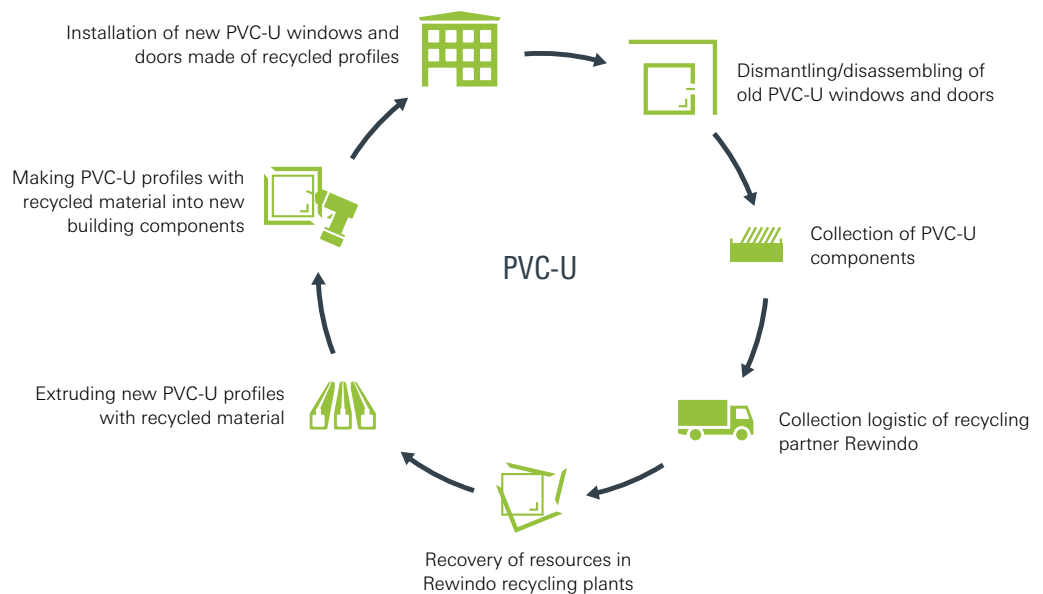 Installation of new PVC-U windows and
doors made of recycled profiles
Dismantling/disassembling of
old PVC-U windows and doors
Collection of PVC-U
components
Collection logistic of recycling
partner Rewindo
Recovery of resources in
Rewindo recycling plants
Extruding new PVC-U profiles
with recycled material
Making PVC-U profiles with
recycled material into new
building components
PVC-U